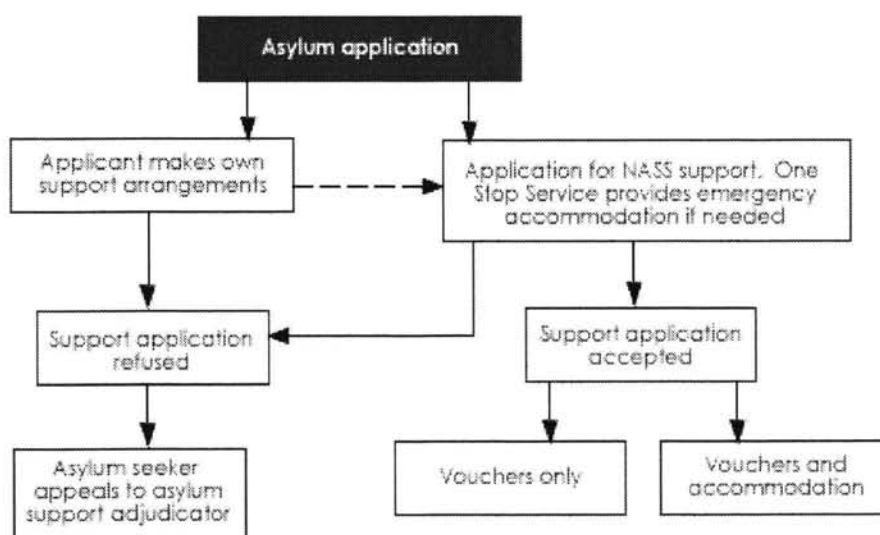 Asylum application
Applicant makes own
support arrangements
Application for NASS support. One
Stop Service provides emergency
accommodation if needed
Support application
refused
Support application
accepted
Asylum seeker
appeals to asylum
support adjudicator
Vouchers only
Vouchers and
accommodation